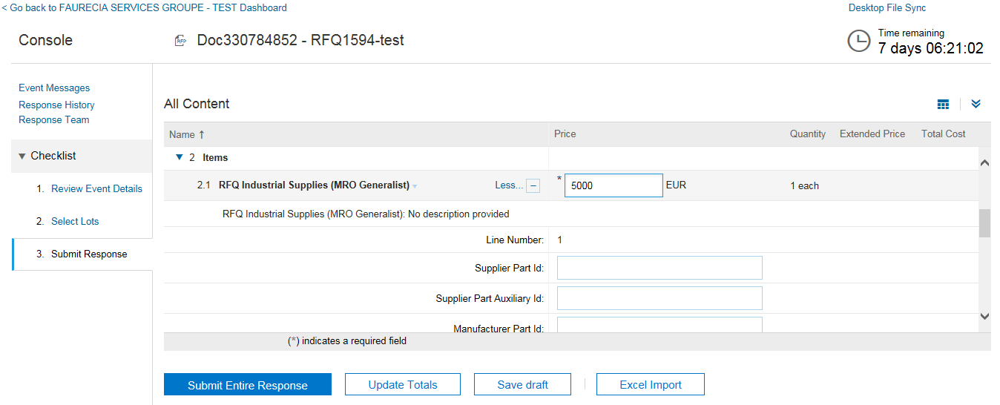 < Go back to FAURECIA SERVICES GROUPE - TEST Dashboard
Desktop File Sync
Console
RFP
Doc330784852 - RFQ1594-test
Time remaining
7 days 06:21:02
Event Messages
Response History
Response Team
Checklist
1. Review Event Details
2. Select Lots
3. Submit Response
All Content
Name ↑ Price Quantity Extended Price Total Cost
2 Items
2.1 RFQ Industrial Supplies (MRO Generalist) Less... − * 5000 EUR 1 each
RFQ Industrial Supplies (MRO Generalist): No description provided
Line Number: 1
Supplier Part Id:
Supplier Part Auxiliary Id:
Manufacturer Part Id:
(*) indicates a required field
Submit Entire Response Update Totals Save draft Excel Import